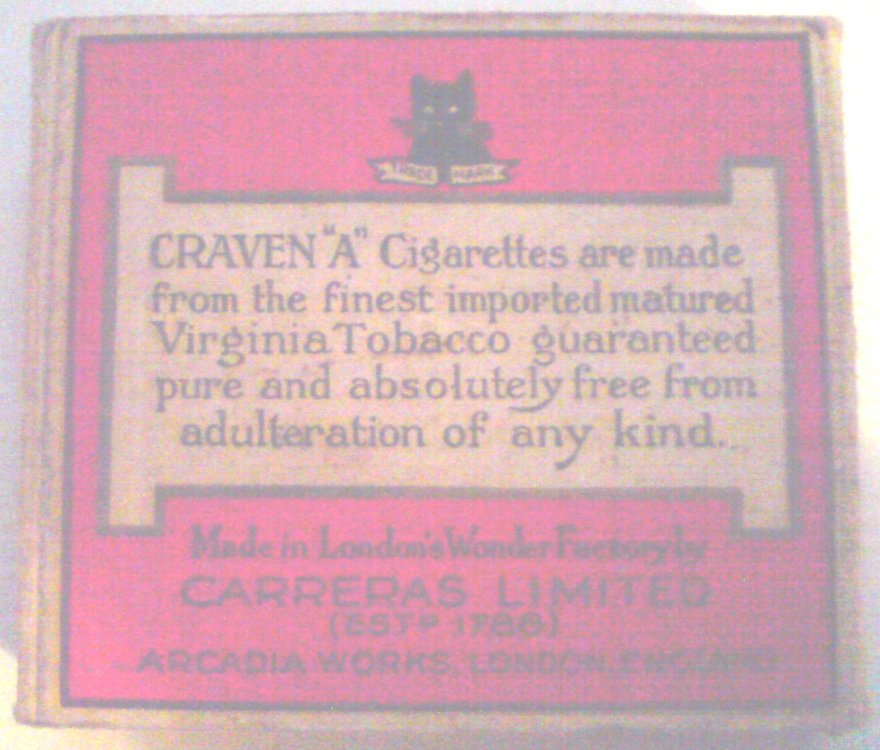 TRADE MARK
CRAVEN "A" Cigarettes are made
from the finest imported matured
Virginia Tobacco guaranteed
pure and absolutely free from
adulteration of any kind.
Made in London's Wonder Factory by
CARRERAS LIMITED
(ESTD 1788)
ARCADIA WORKS, LONDON, ENGLAND